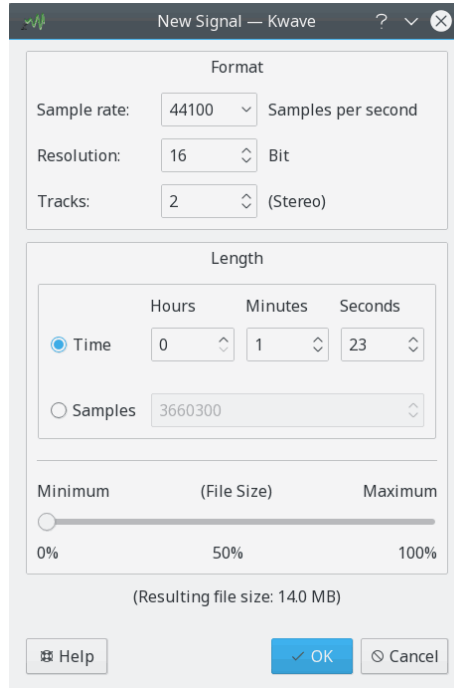 New Signal — Kwave
Format
Sample rate: 44100 Samples per second
Resolution: 16 Bit
Tracks: 2 (Stereo)
Length
Hours Minutes Seconds
Time 0 1 23
Samples 3660300
Minimum (File Size) Maximum
0% 50% 100%
(Resulting file size: 14.0 MB)
Help OK Cancel